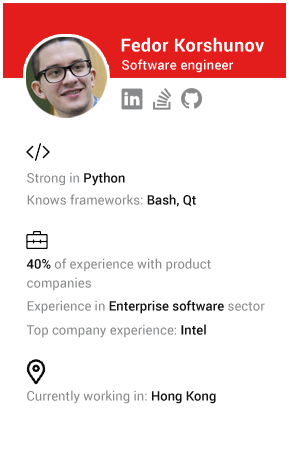 Fedor Korshunov
Software engineer
in
</>
Strong in Python
Knows frameworks: Bash, Qt
40% of experience with product
companies
Experience in Enterprise software sector
Top company experience: Intel
Currently working in: Hong Kong